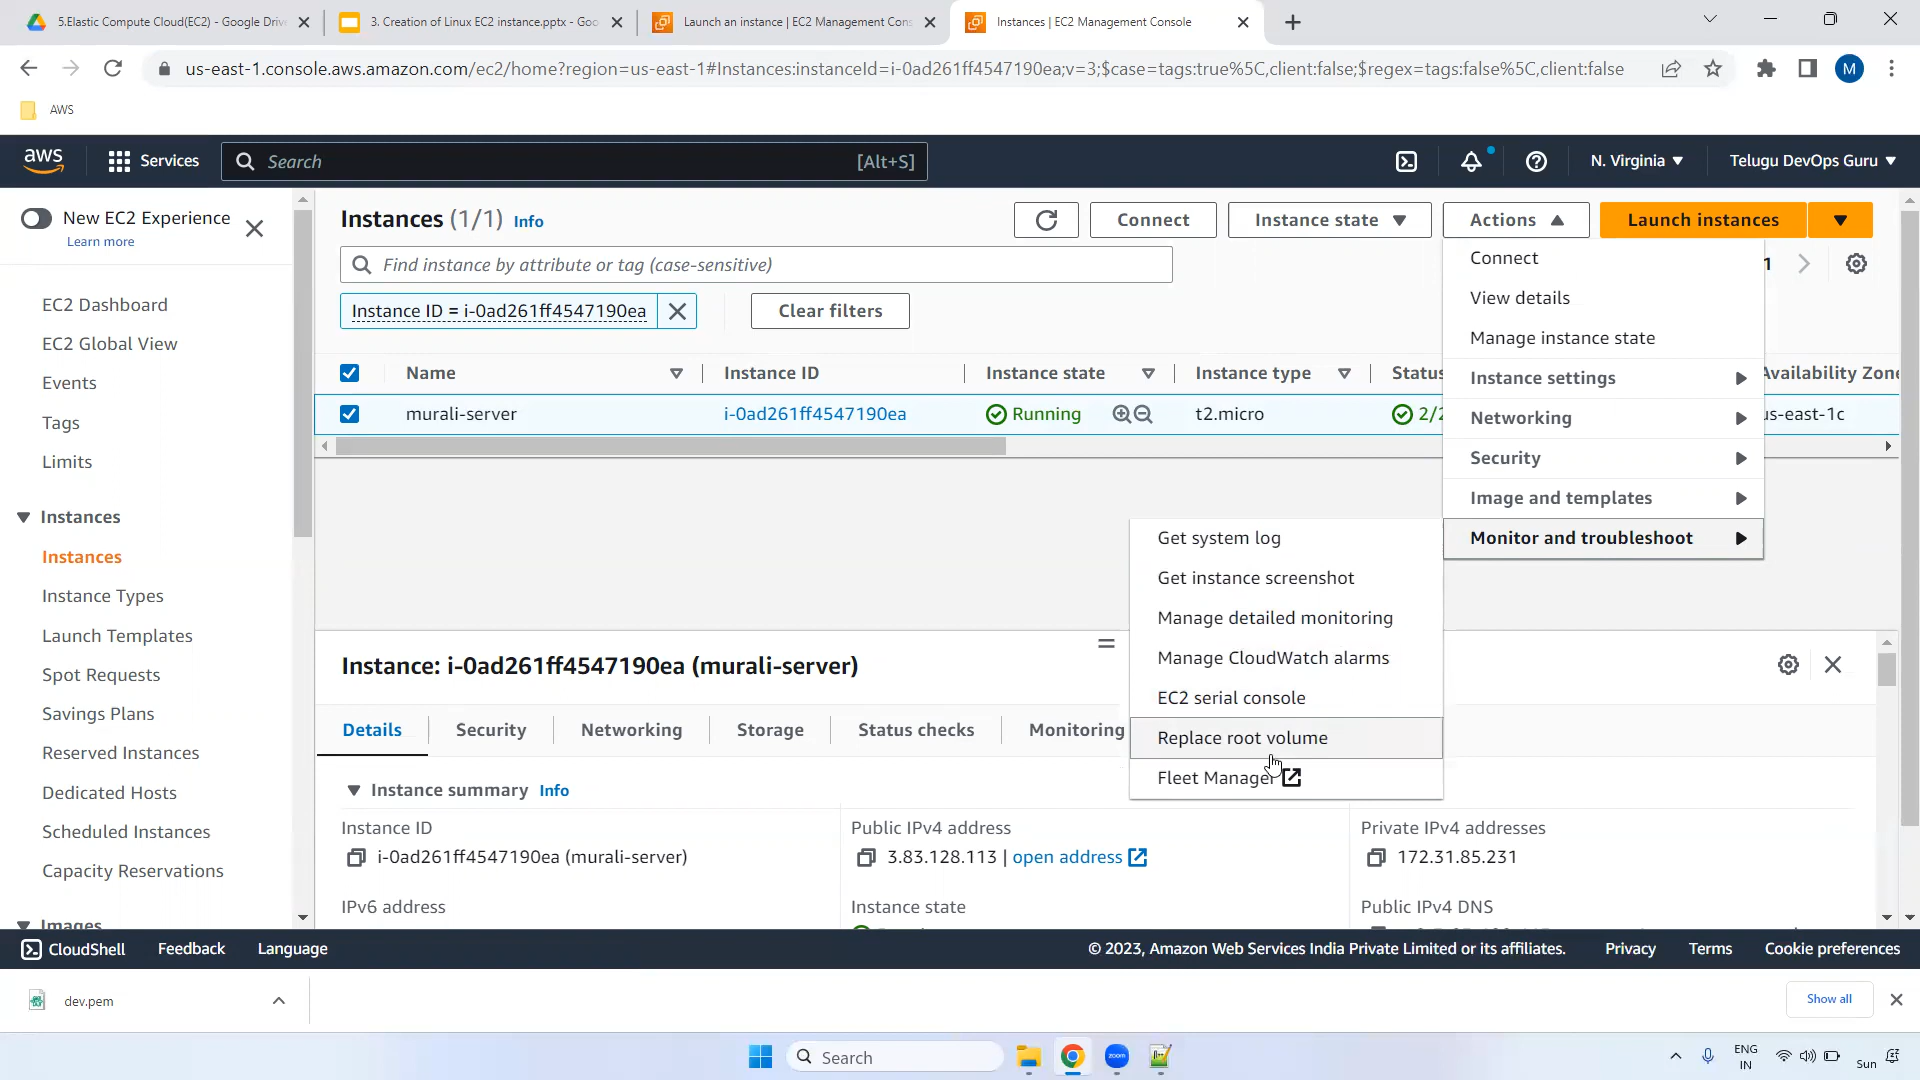 5.Elastic Compute Cloud(EC2) - Google Driv
3. Creation of Linux EC2 instance.pptx - Goo
Launch an instance | EC2 Management Cons
Instances | EC2 Management Console
us-east-1.console.aws.amazon.com/ec2/home?region=us-east-1#Instances:instanceId=i-0ad261ff4547190ea;v=3;$case=tags:true%5C,client:false;$regex=tags:false%5C,client:false
M
AWS
aws
Services
Search
[Alt+S]
N. Virginia
Telugu DevOps Guru
New EC2 Experience
Learn more
EC2 Dashboard
EC2 Global View
Events
Tags
Limits
Instances
Instances
Instance Types
Launch Templates
Spot Requests
Savings Plans
Reserved Instances
Dedicated Hosts
Scheduled Instances
Capacity Reservations
Images
Instances (1/1) Info
Connect
Instance state
Actions
Launch instances
Find instance by attribute or tag (case-sensitive)
1
Instance ID = i-0ad261ff4547190ea
Clear filters
Name
Instance ID
Instance state
Instance type
Status
Availability Zone
murali-server
i-0ad261ff4547190ea
Running
t2.micro
2/2
us-east-1c
Connect
View details
Manage instance state
Instance settings
Networking
Security
Image and templates
Monitor and troubleshoot
Get system log
Get instance screenshot
Manage detailed monitoring
Manage CloudWatch alarms
EC2 serial console
Replace root volume
Fleet Manager
Instance: i-0ad261ff4547190ea (murali-server)
Details
Security
Networking
Storage
Status checks
Monitoring
Instance summary Info
Instance ID
i-0ad261ff4547190ea (murali-server)
Public IPv4 address
3.83.128.113 | open address
Private IPv4 addresses
172.31.85.231
IPv6 address
Instance state
Public IPv4 DNS
CloudShell
Feedback
Language
© 2023, Amazon Web Services India Private Limited or its affiliates.
Privacy
Terms
Cookie preferences
dev.pem
Show all
Search
zoom
ENG
IN
Sun